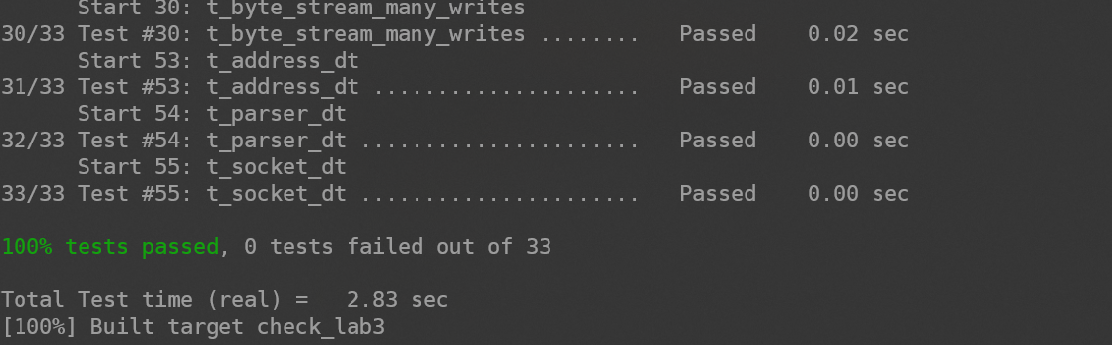 Start 30: t_byte_stream_many_writes
30/33 Test #30: t_byte_stream_many_writes ........   Passed    0.02 sec
      Start 53: t_address_dt
31/33 Test #53: t_address_dt .....................   Passed    0.01 sec
      Start 54: t_parser_dt
32/33 Test #54: t_parser_dt ......................   Passed    0.00 sec
      Start 55: t_socket_dt
33/33 Test #55: t_socket_dt ......................   Passed    0.00 sec
100% tests passed, 0 tests failed out of 33
Total Test time (real) =   2.83 sec
[100%] Built target check_lab3